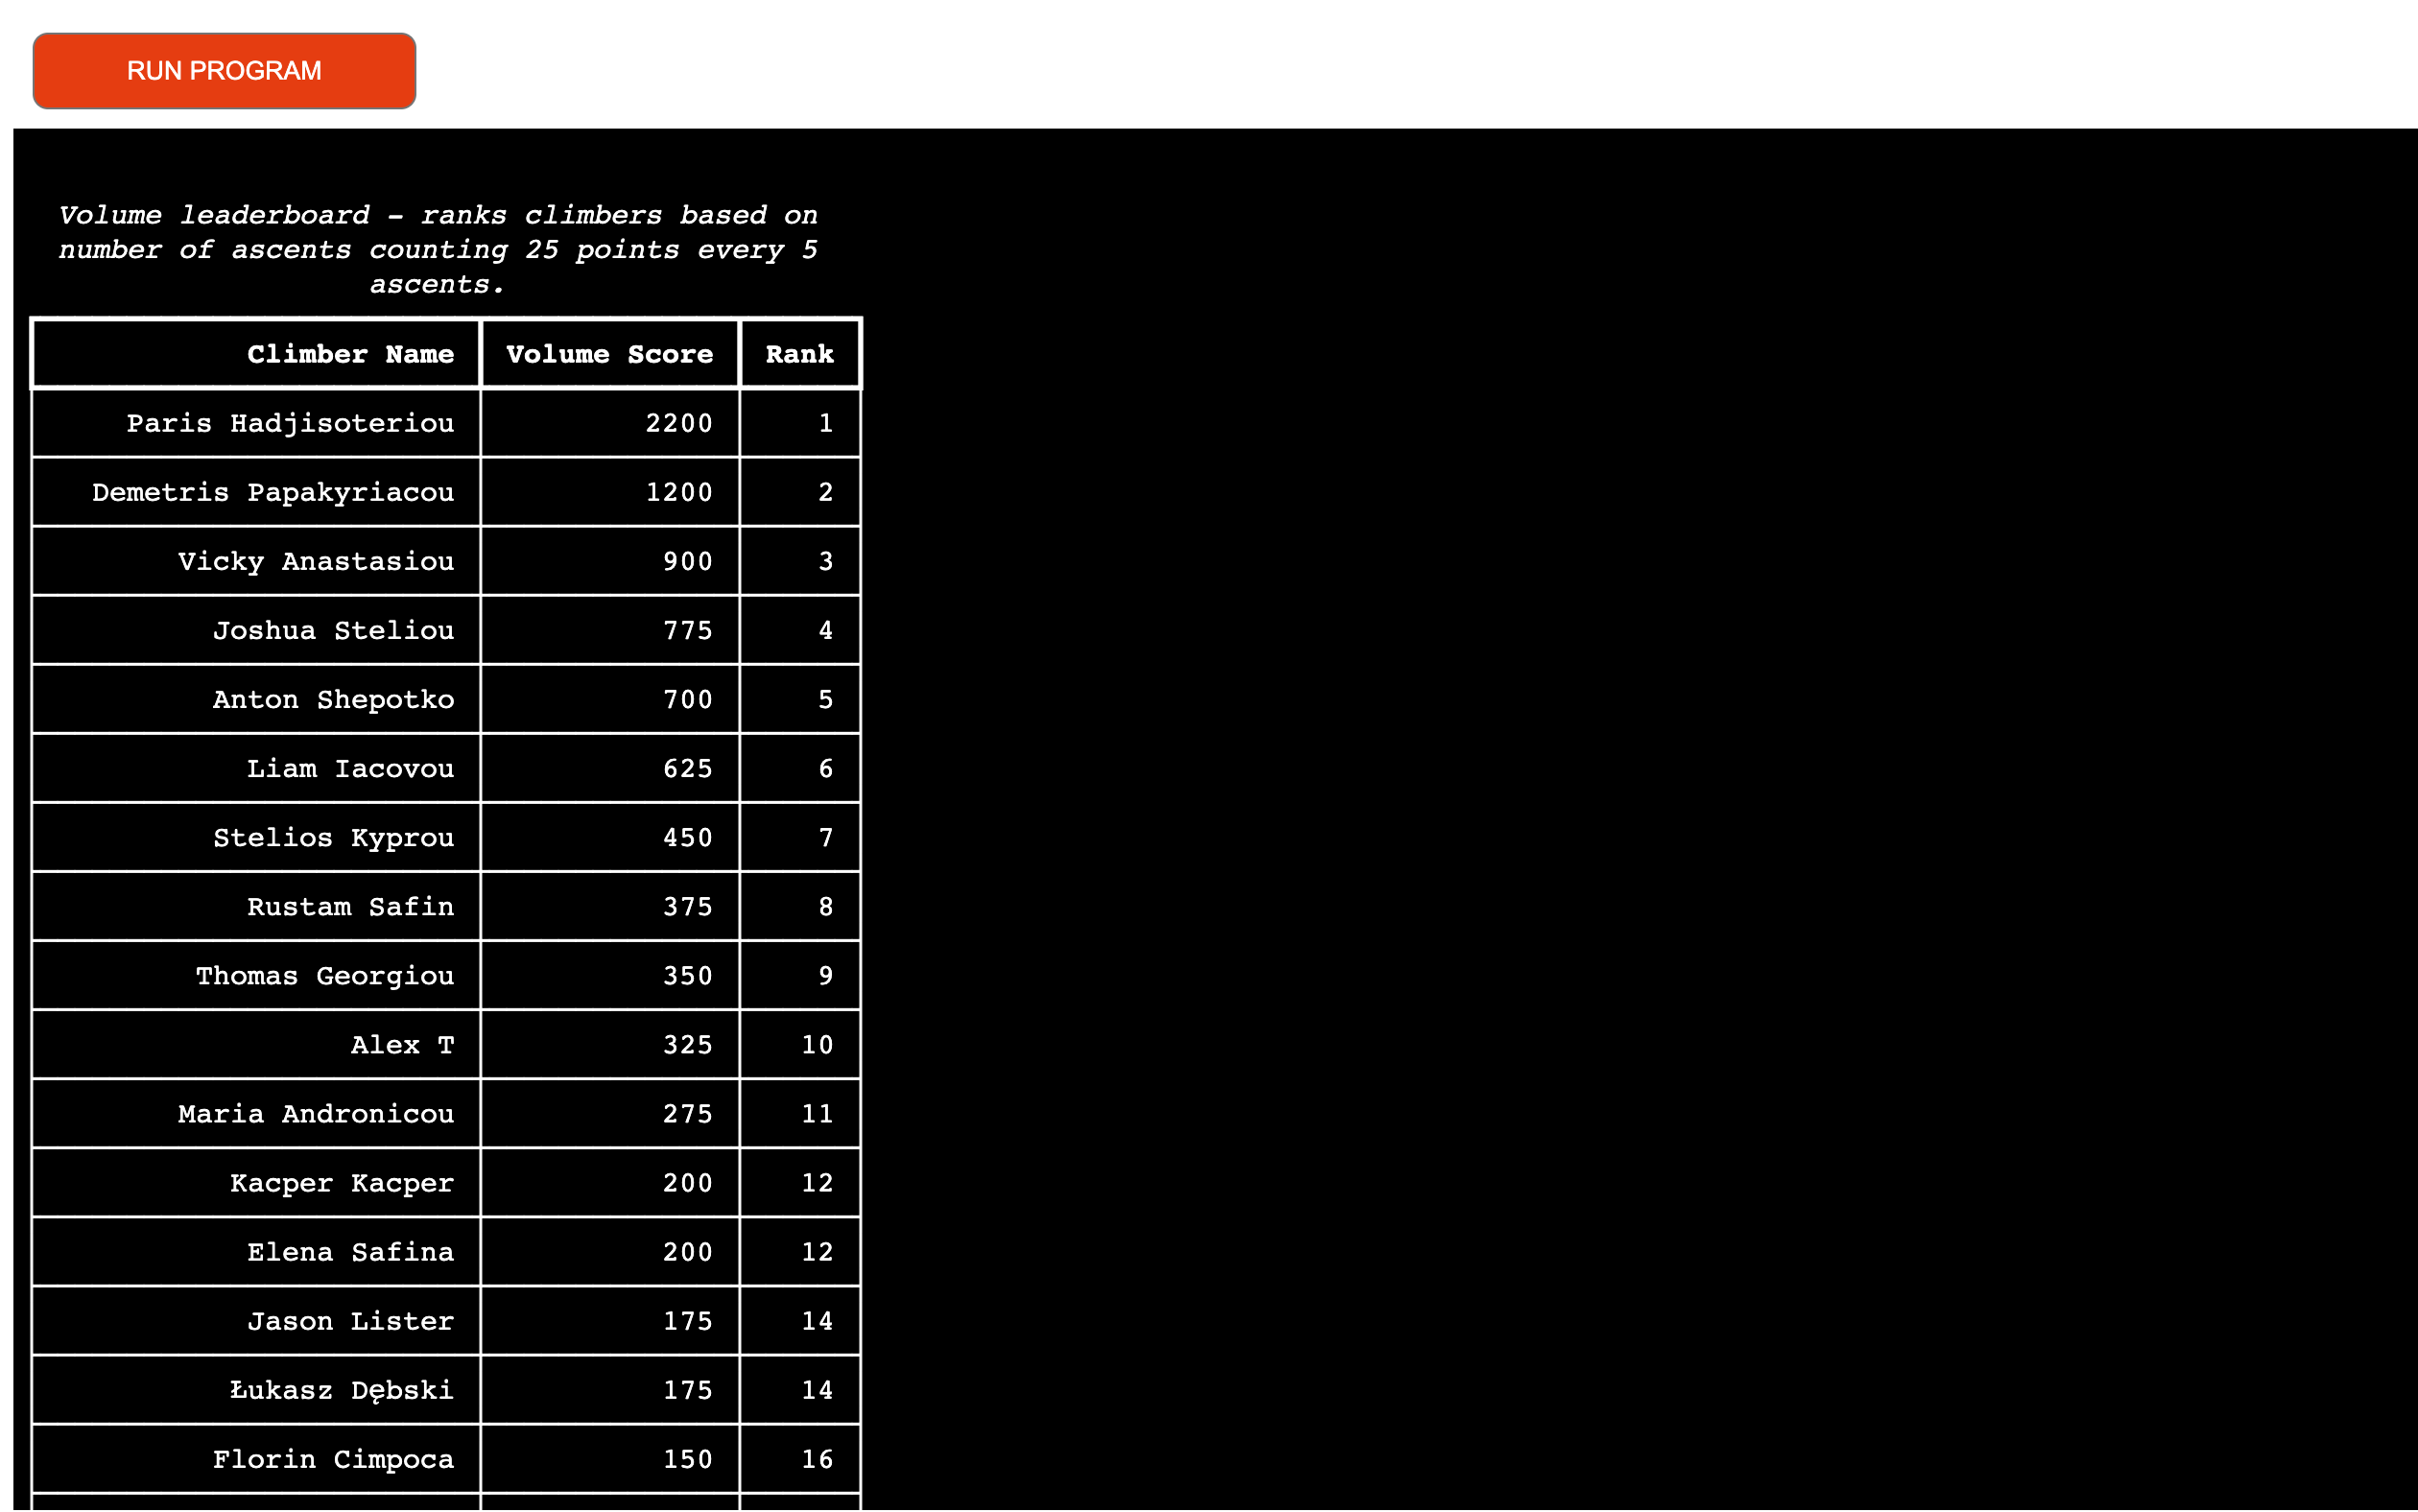 RUN PROGRAM
Volume leaderboard – ranks climbers based on
number of ascents counting 25 points every 5
ascents.
Climber Name Volume Score Rank
Paris Hadjisoteriou 2200 1
Demetris Papakyriacou 1200 2
Vicky Anastasiou 900 3
Joshua Steliou 775 4
Anton Shepotko 700 5
Liam Iacovou 625 6
Stelios Kyprou 450 7
Rustam Safin 375 8
Thomas Georgiou 350 9
Alex T 325 10
Maria Andronicou 275 11
Kacper Kacper 200 12
Elena Safina 200 12
Jason Lister 175 14
Łukasz Dębski 175 14
Florin Cimpoca 150 16